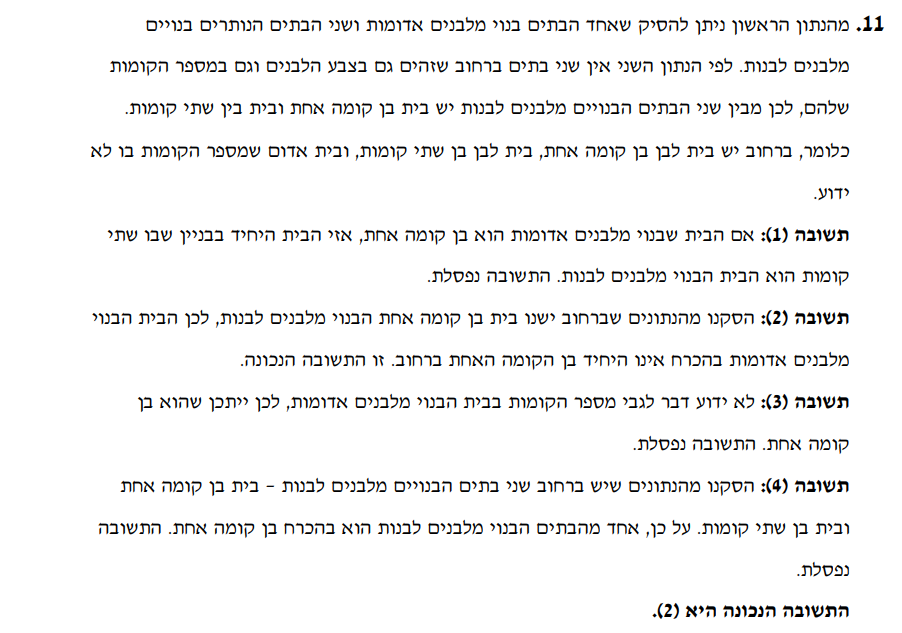 11. מהנתון הראשון ניתן להסיק שאחד הבתים בנוי מלבנים אדומות ושני הבתים הנותרים בנויים
מלבנים לבנות. לפי הנתון השני אין שני בתים ברחוב שזהים גם בצבע הלבנים וגם במספר הקומות
שלהם, לכן מבין שני הבתים הבנויים מלבנים לבנות יש בית בן קומה אחת ובית בין שתי קומות.
כלומר, ברחוב יש בית לבן בן קומה אחת, בית לבן בן שתי קומות, ובית אדום שמספר הקומות בו לא
ידוע.
תשובה (1): אם הבית שבנוי מלבנים אדומות הוא בן קומה אחת, אזי הבית היחיד בבניין שבו שתי
קומות הוא הבית הבנוי מלבנים לבנות. התשובה נפסלת.
תשובה (2): הסקנו מהנתונים שברחוב ישנו בית בן קומה אחת הבנוי מלבנים לבנות, לכן הבית הבנוי
מלבנים אדומות בהכרח אינו היחיד בן הקומה האחת ברחוב. זו התשובה הנכונה.
תשובה (3): לא ידוע דבר לגבי מספר הקומות בבית הבנוי מלבנים אדומות, לכן ייתכן שהוא בן
קומה אחת. התשובה נפסלת.
תשובה (4): הסקנו מהנתונים שיש ברחוב שני בתים הבנויים מלבנים לבנות – בית בן קומה אחת
ובית בן שתי קומות. על כן, אחד מהבתים הבנוי מלבנים לבנות הוא בהכרח בן קומה אחת. התשובה
נפסלת.
התשובה הנכונה היא (2).